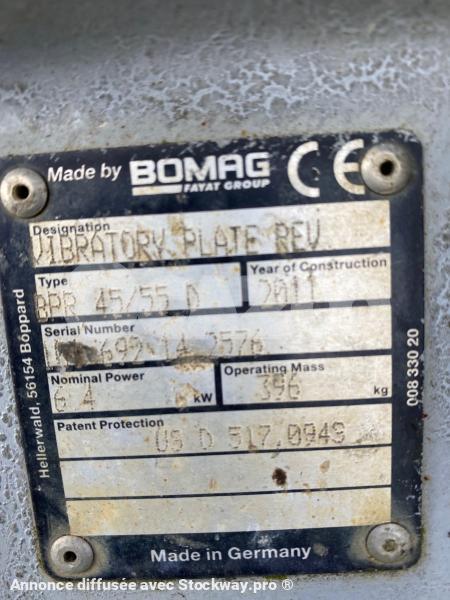 Made by BOMAG CE
FAYAT GROUP
Designation
VIBRATORY PLATE REV.
Type
BPR 45/55 D
Year of Construction
2011
Serial Number
14 2576
Nominal Power
6.4 kW
Operating Mass
396 kg
Patent Protection
US D 517.094S
Made in Germany
Hellerwald, 56154 Boppard
008 330 20
Annonce diffusée avec Stockway.pro ®